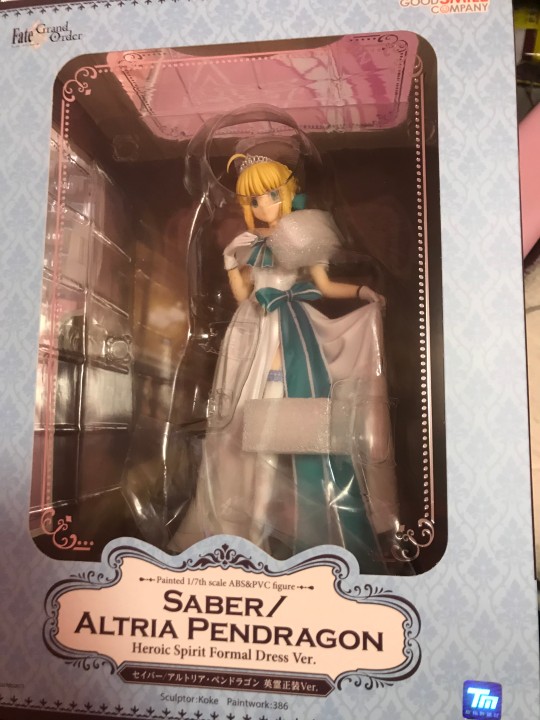 Fate Grand Order
GOOD SMILE COMPANY
Painted 1/7th scale ABS&PVC figure
SABER/
ALTRIA PENDRAGON
Heroic Spirit Formal Dress Ver.
セイバー/アルトリア・ペンドラゴン 英霊正装Ver.
Sculptor:Koke Paintwork:386
TM